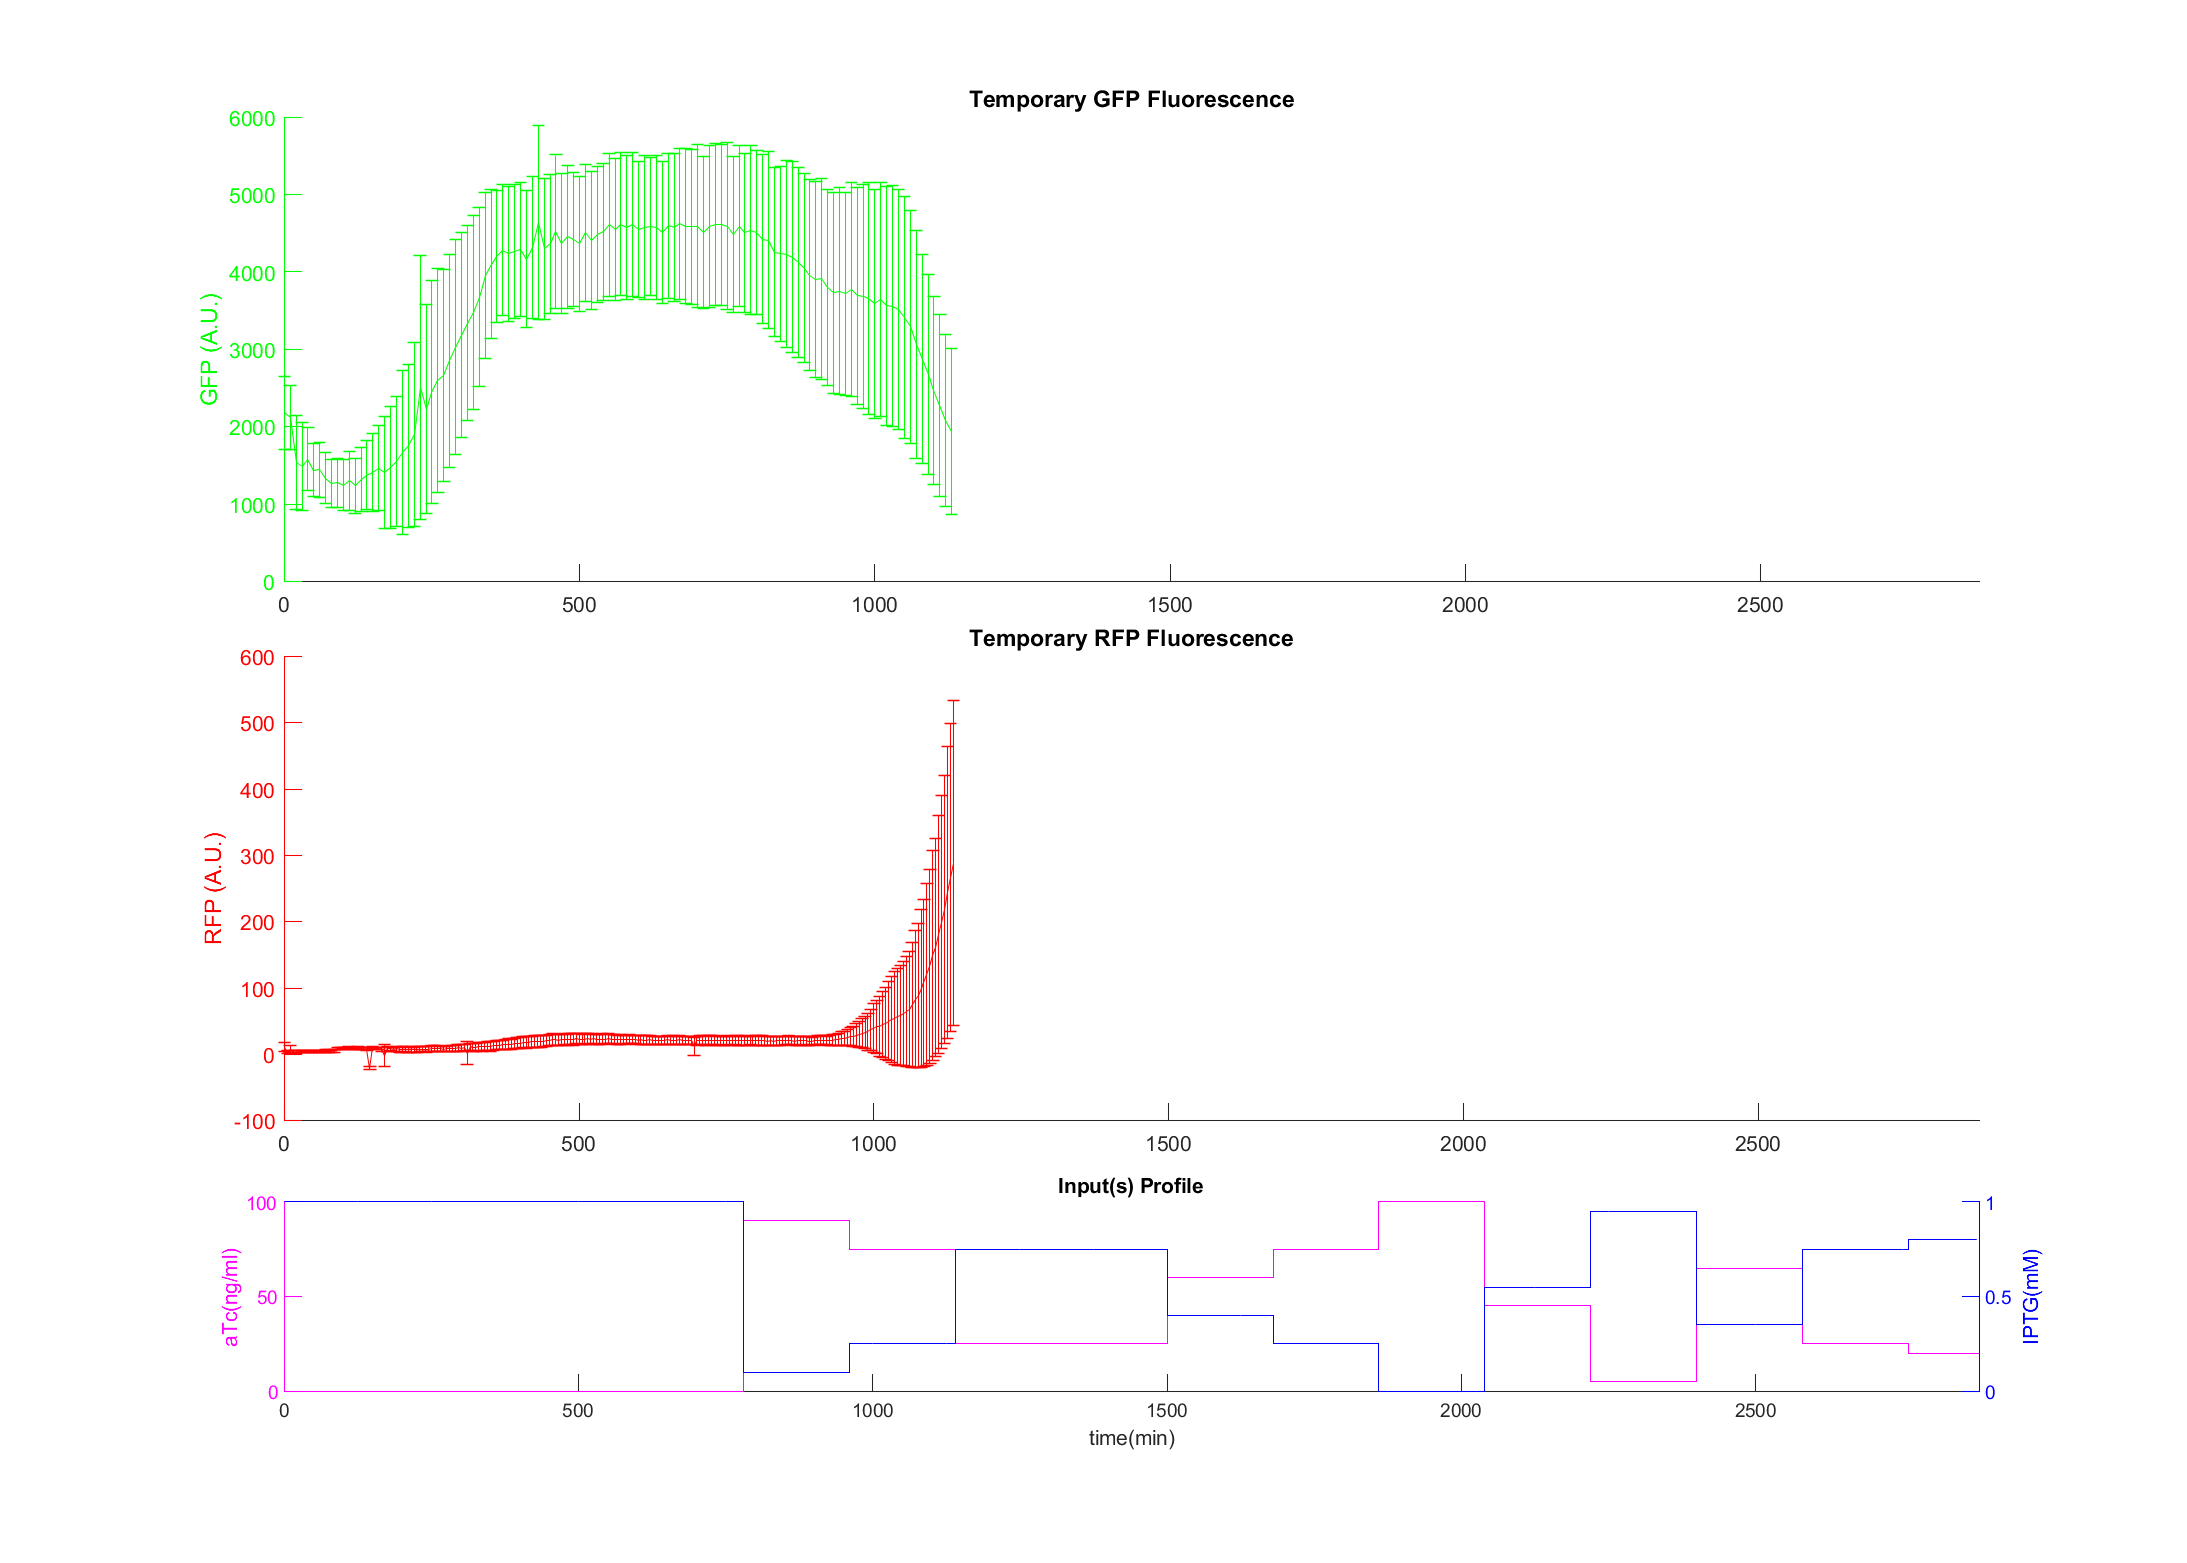 Temporary GFP Fluorescence
GFP (A.U.)
6000
5000
4000
3000
2000
1000
0
0 500 1000 1500 2000 2500
Temporary RFP Fluorescence
RFP (A.U.)
600
500
400
300
200
100
0
-100
0 500 1000 1500 2000 2500
Input(s) Profile
aTc(ng/ml)
100
50
0
1
0.5
0
IPTG(mM)
0 500 1000 1500 2000 2500
time(min)